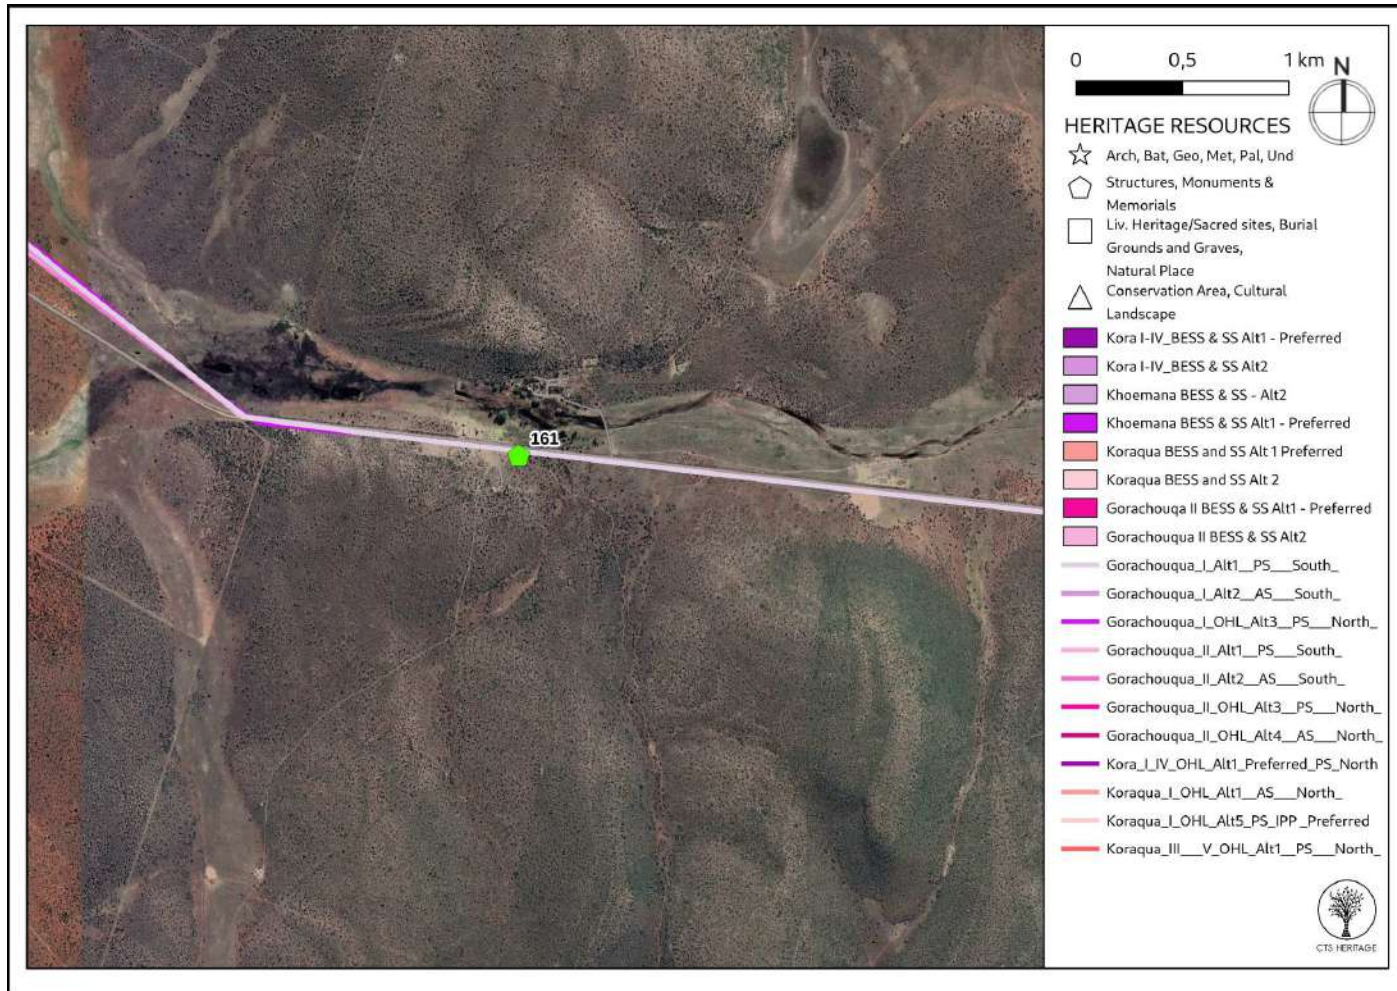 0 0,5 1 km N
HERITAGE RESOURCES
Arch, Bat, Geo, Met, Pal, Und
Structures, Monuments &
Memorials
Liv. Heritage/Sacred sites, Burial
Grounds and Graves,
Natural Place
Conservation Area, Cultural
Landscape
Kora I-IV_BESS & SS Alt1 - Preferred
Kora I-IV_BESS & SS Alt2
Khoemana BESS & SS - Alt2
Khoemana BESS & SS Alt1 - Preferred
Koraqua BESS and SS Alt 1 Preferred
Koraqua BESS and SS Alt 2
Gorachouqa II BESS & SS Alt1 - Preferred
Gorachouqua II BESS & SS Alt2
Gorachouqua_I_Alt1__PS___South_
Gorachouqua_I_Alt2__AS___South_
Gorachouqua_I_OHL_Alt3__PS___North_
Gorachouqua_II_Alt1__PS___South_
Gorachouqua_II_Alt2__AS___South_
Gorachouqua_II_OHL_Alt3__PS___North_
Gorachouqua_II_OHL_Alt4__AS___North_
Kora_I_IV_OHL_Alt1_Preferred_PS_North
Koraqua_I_OHL_Alt1__AS___North_
Koraqua_I_OHL_Alt5_PS_IPP_Preferred
Koraqua_III___V_OHL_Alt1__PS___North_
CTS HERITAGE
161